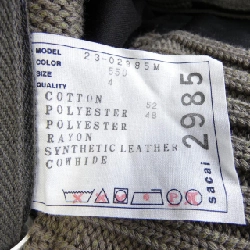 MODEL 23-02985M
COLOR 550
SIZE 4
QUALITY
COTTON 52
POLYESTER 48
POLYESTER
RAYON
SYNTHETIC LEATHER
COWHIDE
2985
sacai